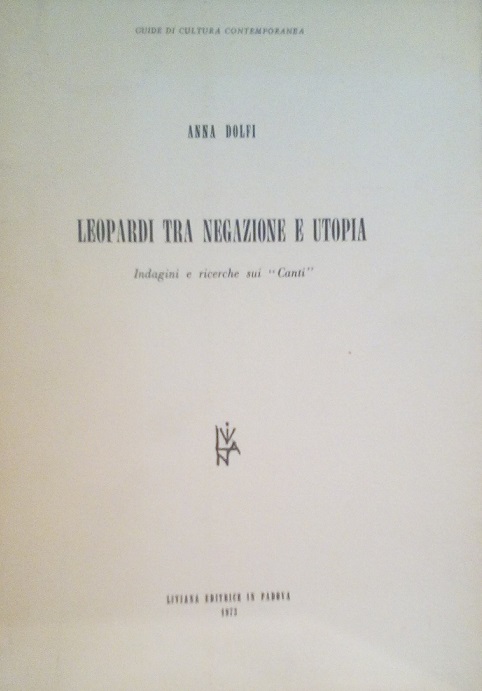 GUIDE DI CULTURA CONTEMPORANEA
ANNA DOLFI
LEOPARDI TRA NEGAZIONE E UTOPIA
Indagini e ricerche sui "Canti"
LIVIANA
LIVIANA EDITRICE IN PADOVA
1973